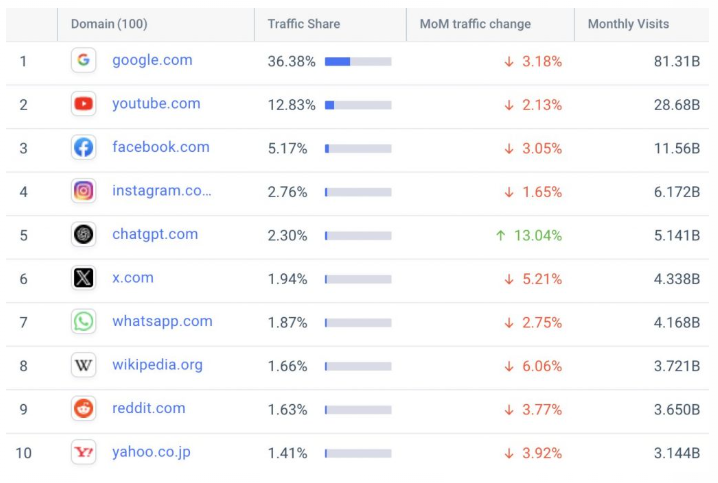 Domain (100) Traffic Share MoM traffic change Monthly Visits
1 google.com 36.38% ↓ 3.18% 81.31B
2 youtube.com 12.83% ↓ 2.13% 28.68B
3 facebook.com 5.17% ↓ 3.05% 11.56B
4 instagram.co... 2.76% ↓ 1.65% 6.172B
5 chatgpt.com 2.30% ↑ 13.04% 5.141B
6 x.com 1.94% ↓ 5.21% 4.338B
7 whatsapp.com 1.87% ↓ 2.75% 4.168B
8 W wikipedia.org 1.66% ↓ 6.06% 3.721B
9 reddit.com 1.63% ↓ 3.77% 3.650B
10 Y! yahoo.co.jp 1.41% ↓ 3.92% 3.144B